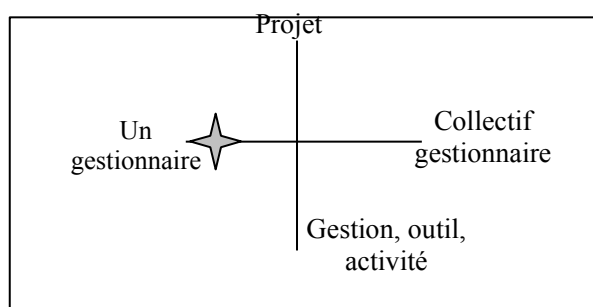 Projet
Un
gestionnaire
Collectif
gestionnaire
Gestion, outil,
activité